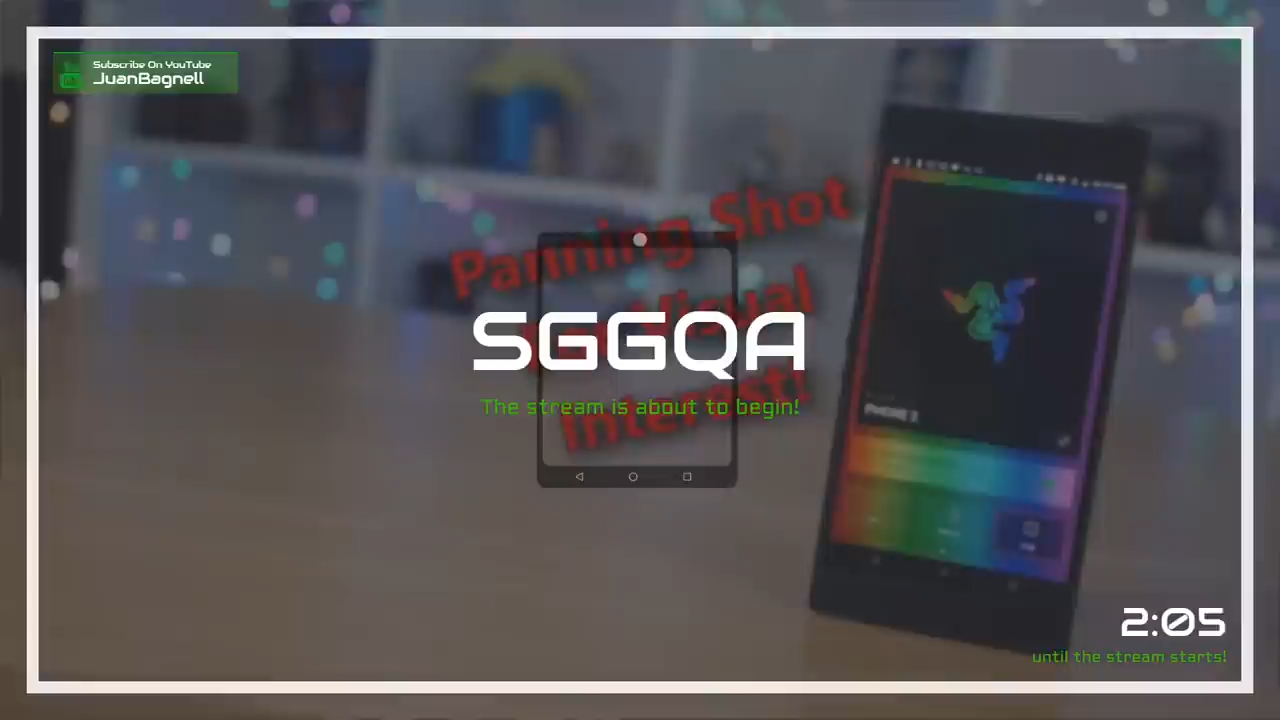 Subscribe On YouTube
JuanBagnell
Panning Shot
Visual
Interest!
SGGQA
The stream is about to begin!
PHONE 2
2:05
until the stream starts!